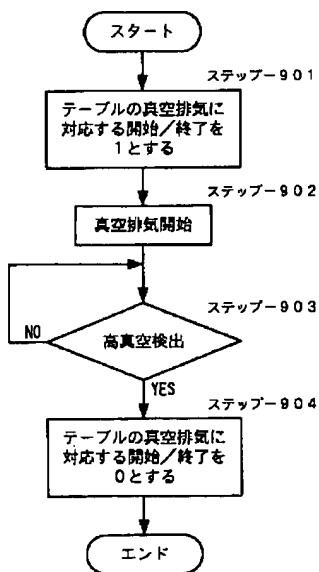 スタート
ステップ-901
テーブルの真空排気に
対応する開始/終了を
1とする
ステップ-902
真空排気開始
ステップ-903
NO
高真空検出
YES
ステップ-904
テーブルの真空排気に
対応する開始/終了を
0とする
エンド